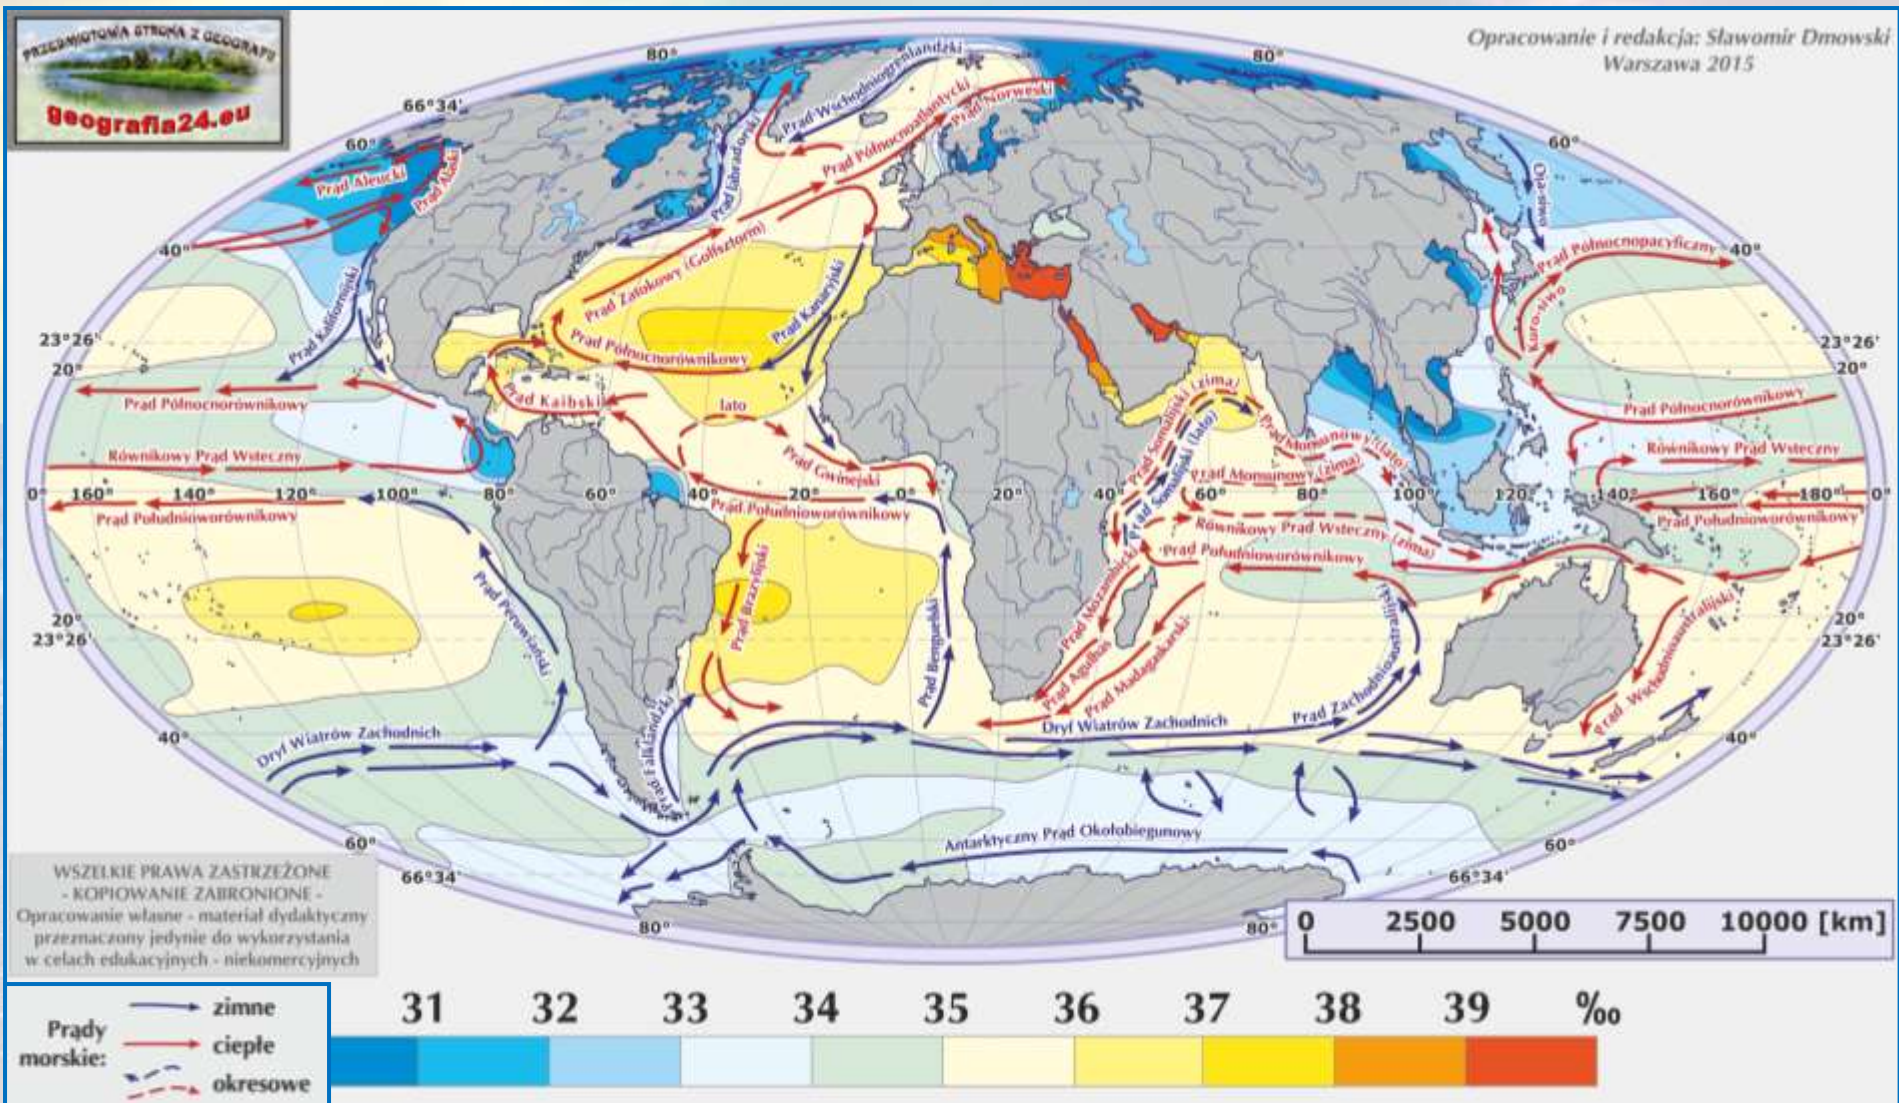 PRZEDMIOTOWA STRONA Z GEOGRAFII
geografia24.eu
Opracowanie i redakcja: Sławomir Dmowski
Warszawa 2015
80°
80°
66°34'
60°
60°
40°
40°
23°26'
23°26'
20°
20°
0°
160°
140°
120°
100°
80°
60°
40°
20°
0°
20°
40°
60°
80°
100°
120°
140°
160°
180°
0°
20°
20°
23°26'
23°26'
40°
40°
60°
60°
66°34'
66°34'
80°
80°
Prąd Wschodniogrenlandzki
Prąd Norweski
Prąd Północnoatlantycki
Prąd labradorski
Prąd Aleucki
Prąd Alaski
Oja-siwo
Prąd Zatokowy (Golfsztorm)
Prąd Kalifornijski
Prąd Kanaryjski
Prąd Północnopacyficzny
Kuro-siwo
Prąd Północnorównikowy
Prąd Północnorównikowy
Prąd Kaibski
lato
Prąd Somalijski (zima)
Prąd Somalijski (lato)
Prąd Monsunowy (lato)
Prąd Północnorównikowy
Równikowy Prąd Wsteczny
Prąd Gwinejski
Prąd Monsunowy (zima)
Równikowy Prąd Wsteczny
Prąd Południoworównikowy
Prąd Południoworównikowy
Równikowy Prąd Wsteczny (zima)
Prąd Południoworównikowy
Prąd Południoworównikowy
Prąd Peruwiański
Prąd Brazylijski
Prąd Benguelski
Prąd Mozambicki
Prąd Agulhas
Prąd Madagaskarski
Prąd Zachodnioaustralijski
Prąd Wschodnioaustralijski
Prąd Falklandzki
Dryf Wiatrów Zachodnich
Dryf Wiatrów Zachodnich
Antarktyczny Prąd Okołobiegunowy
WSZELKIE PRAWA ZASTRZEŻONE
- KOPIOWANIE ZABRONIONE -
Opracowanie własne - materiał dydaktyczny
przeznaczony jedynie do wykorzystania
w celach edukacyjnych - niekomercyjnych
0 2500 5000 7500 10000 [km]
Prądy
morskie:
zimne
ciepłe
okresowe
31 32 33 34 35 36 37 38 39 ‰